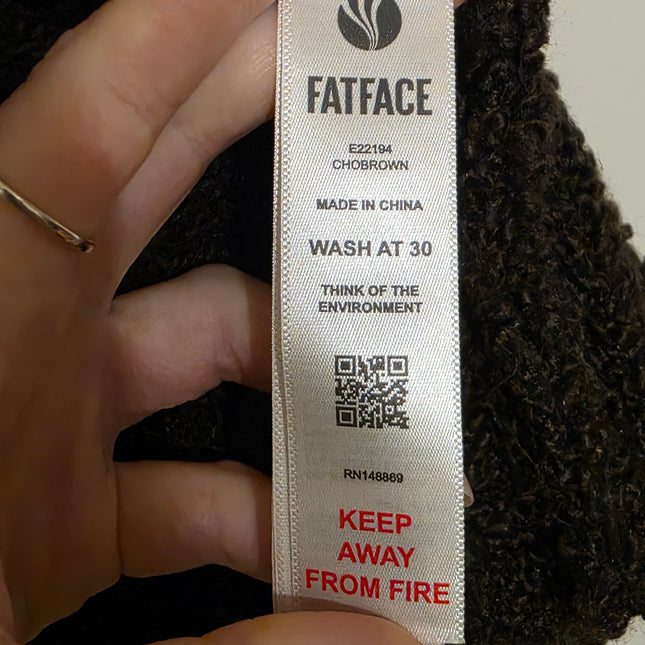 FATFACE
E22194
CHOBROWN
MADE IN CHINA
WASH AT 30
THINK OF THE
ENVIRONMENT
RN148869
KEEP
AWAY
FROM FIRE